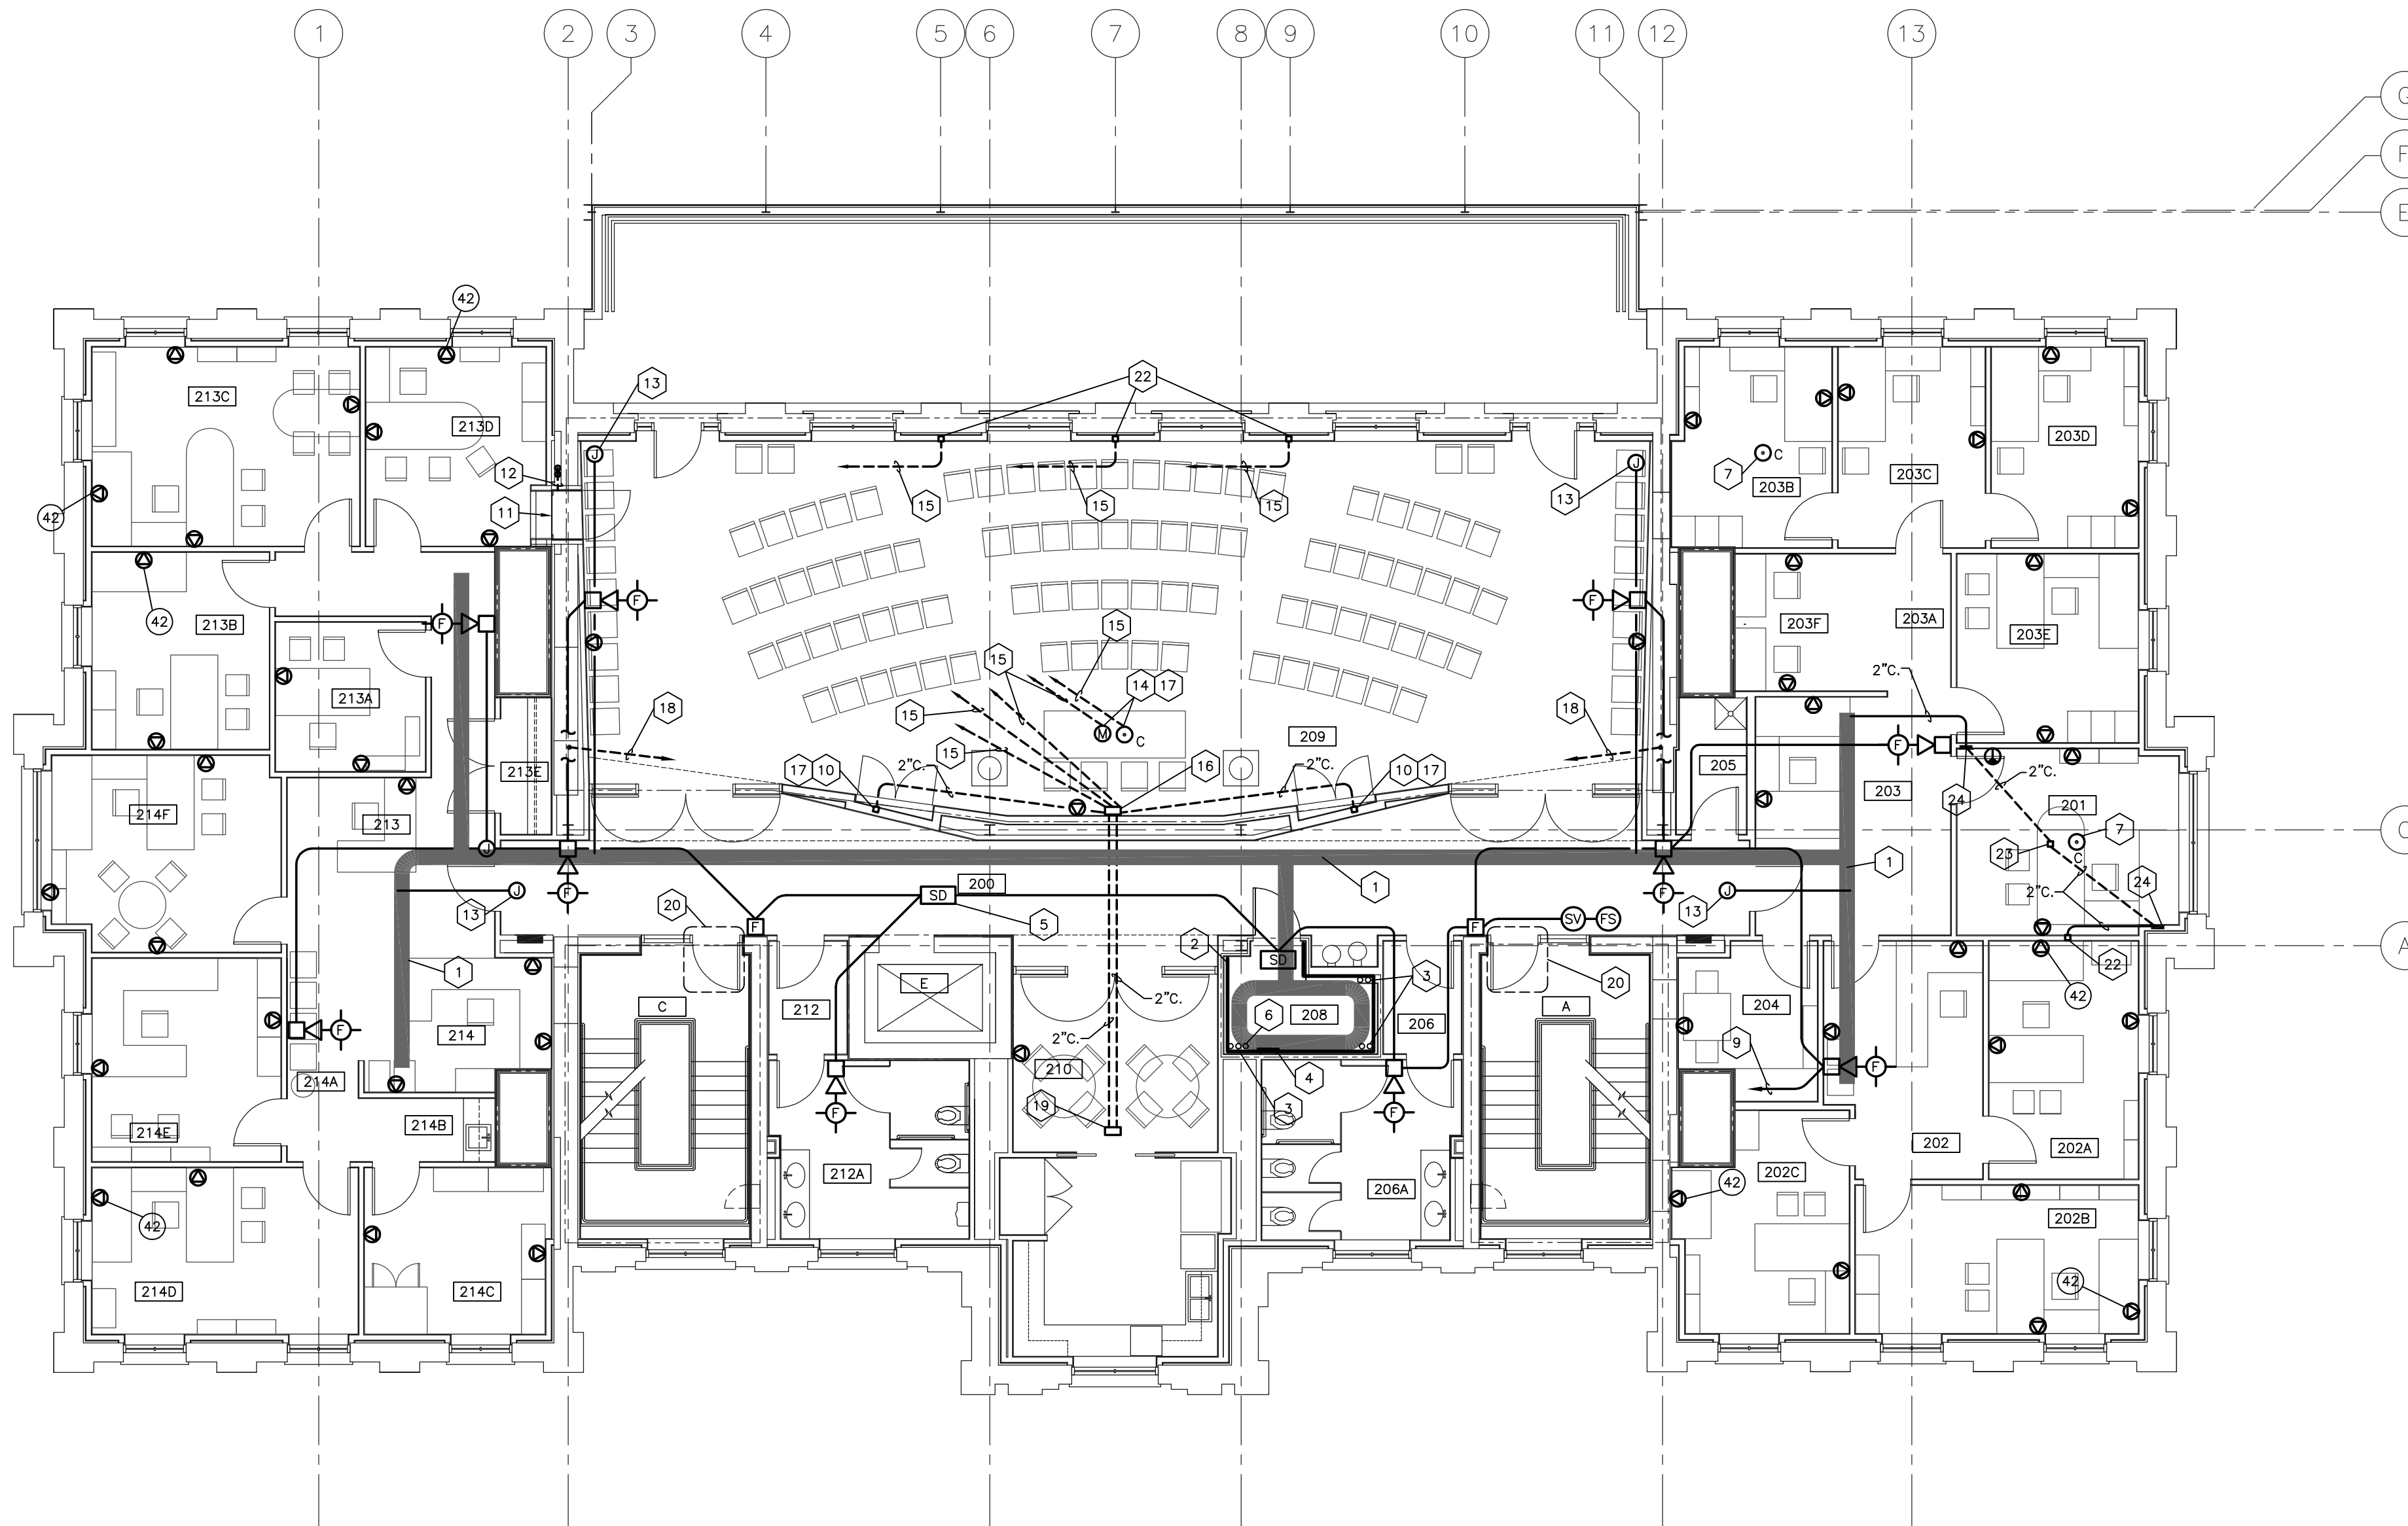 1 2 3 4 5 6 7 8 9 10 11 12 13
F
E
42
22
13
213C
213D
203D
7 C
203B
203C
12
11
13
42
15 15 15
F
F
42
213B
15
203F
203A
203E
2"C.
15
14 17
213A
15
18
18
M C
15
209
17 10
2"C.
16
2"C.
10 17
F
213E
205
203
2"C.
24
201
214F
213
23
7
C
J
1
1
200
SD
5
13
J
F
20
F
F
J
13
SV FS
2"C.
24
2
3
20
22
42
1
E
SD
2"C.
C
212
6
208
206
A
204
9
214
F
2"C.
4
F
210
214A
19
3
F
F
214B
214E
212A
206A
202
202A
202C
42
42
202B
214D
214C
42